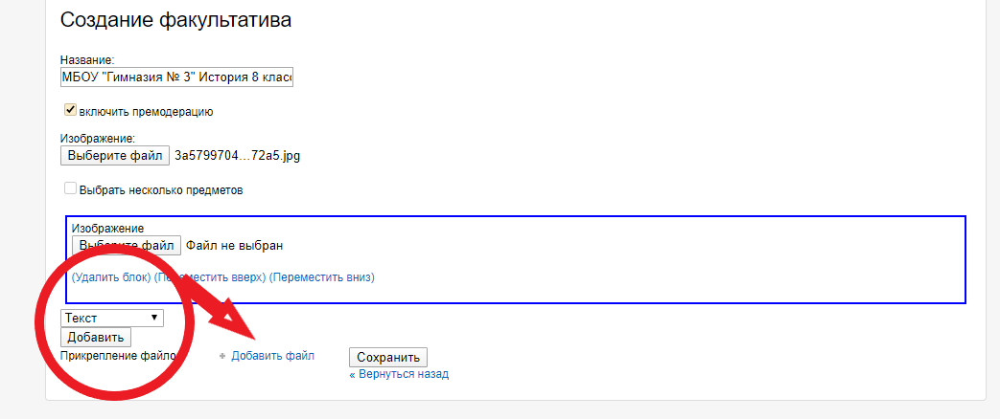 Создание факультатива
Название:
МБОУ "Гимназия № 3" История 8 клас
включить премодерацию
Изображение:
Выберите файл 3a5799704...72a5.jpg
Выбрать несколько предметов
Изображение
Выберите файл Файл не выбран
(Удалить блок) (Переместить вверх) (Переместить вниз)
Текст
Добавить
Прикрепление файло
+ Добавить файл
Сохранить
« Вернуться назад